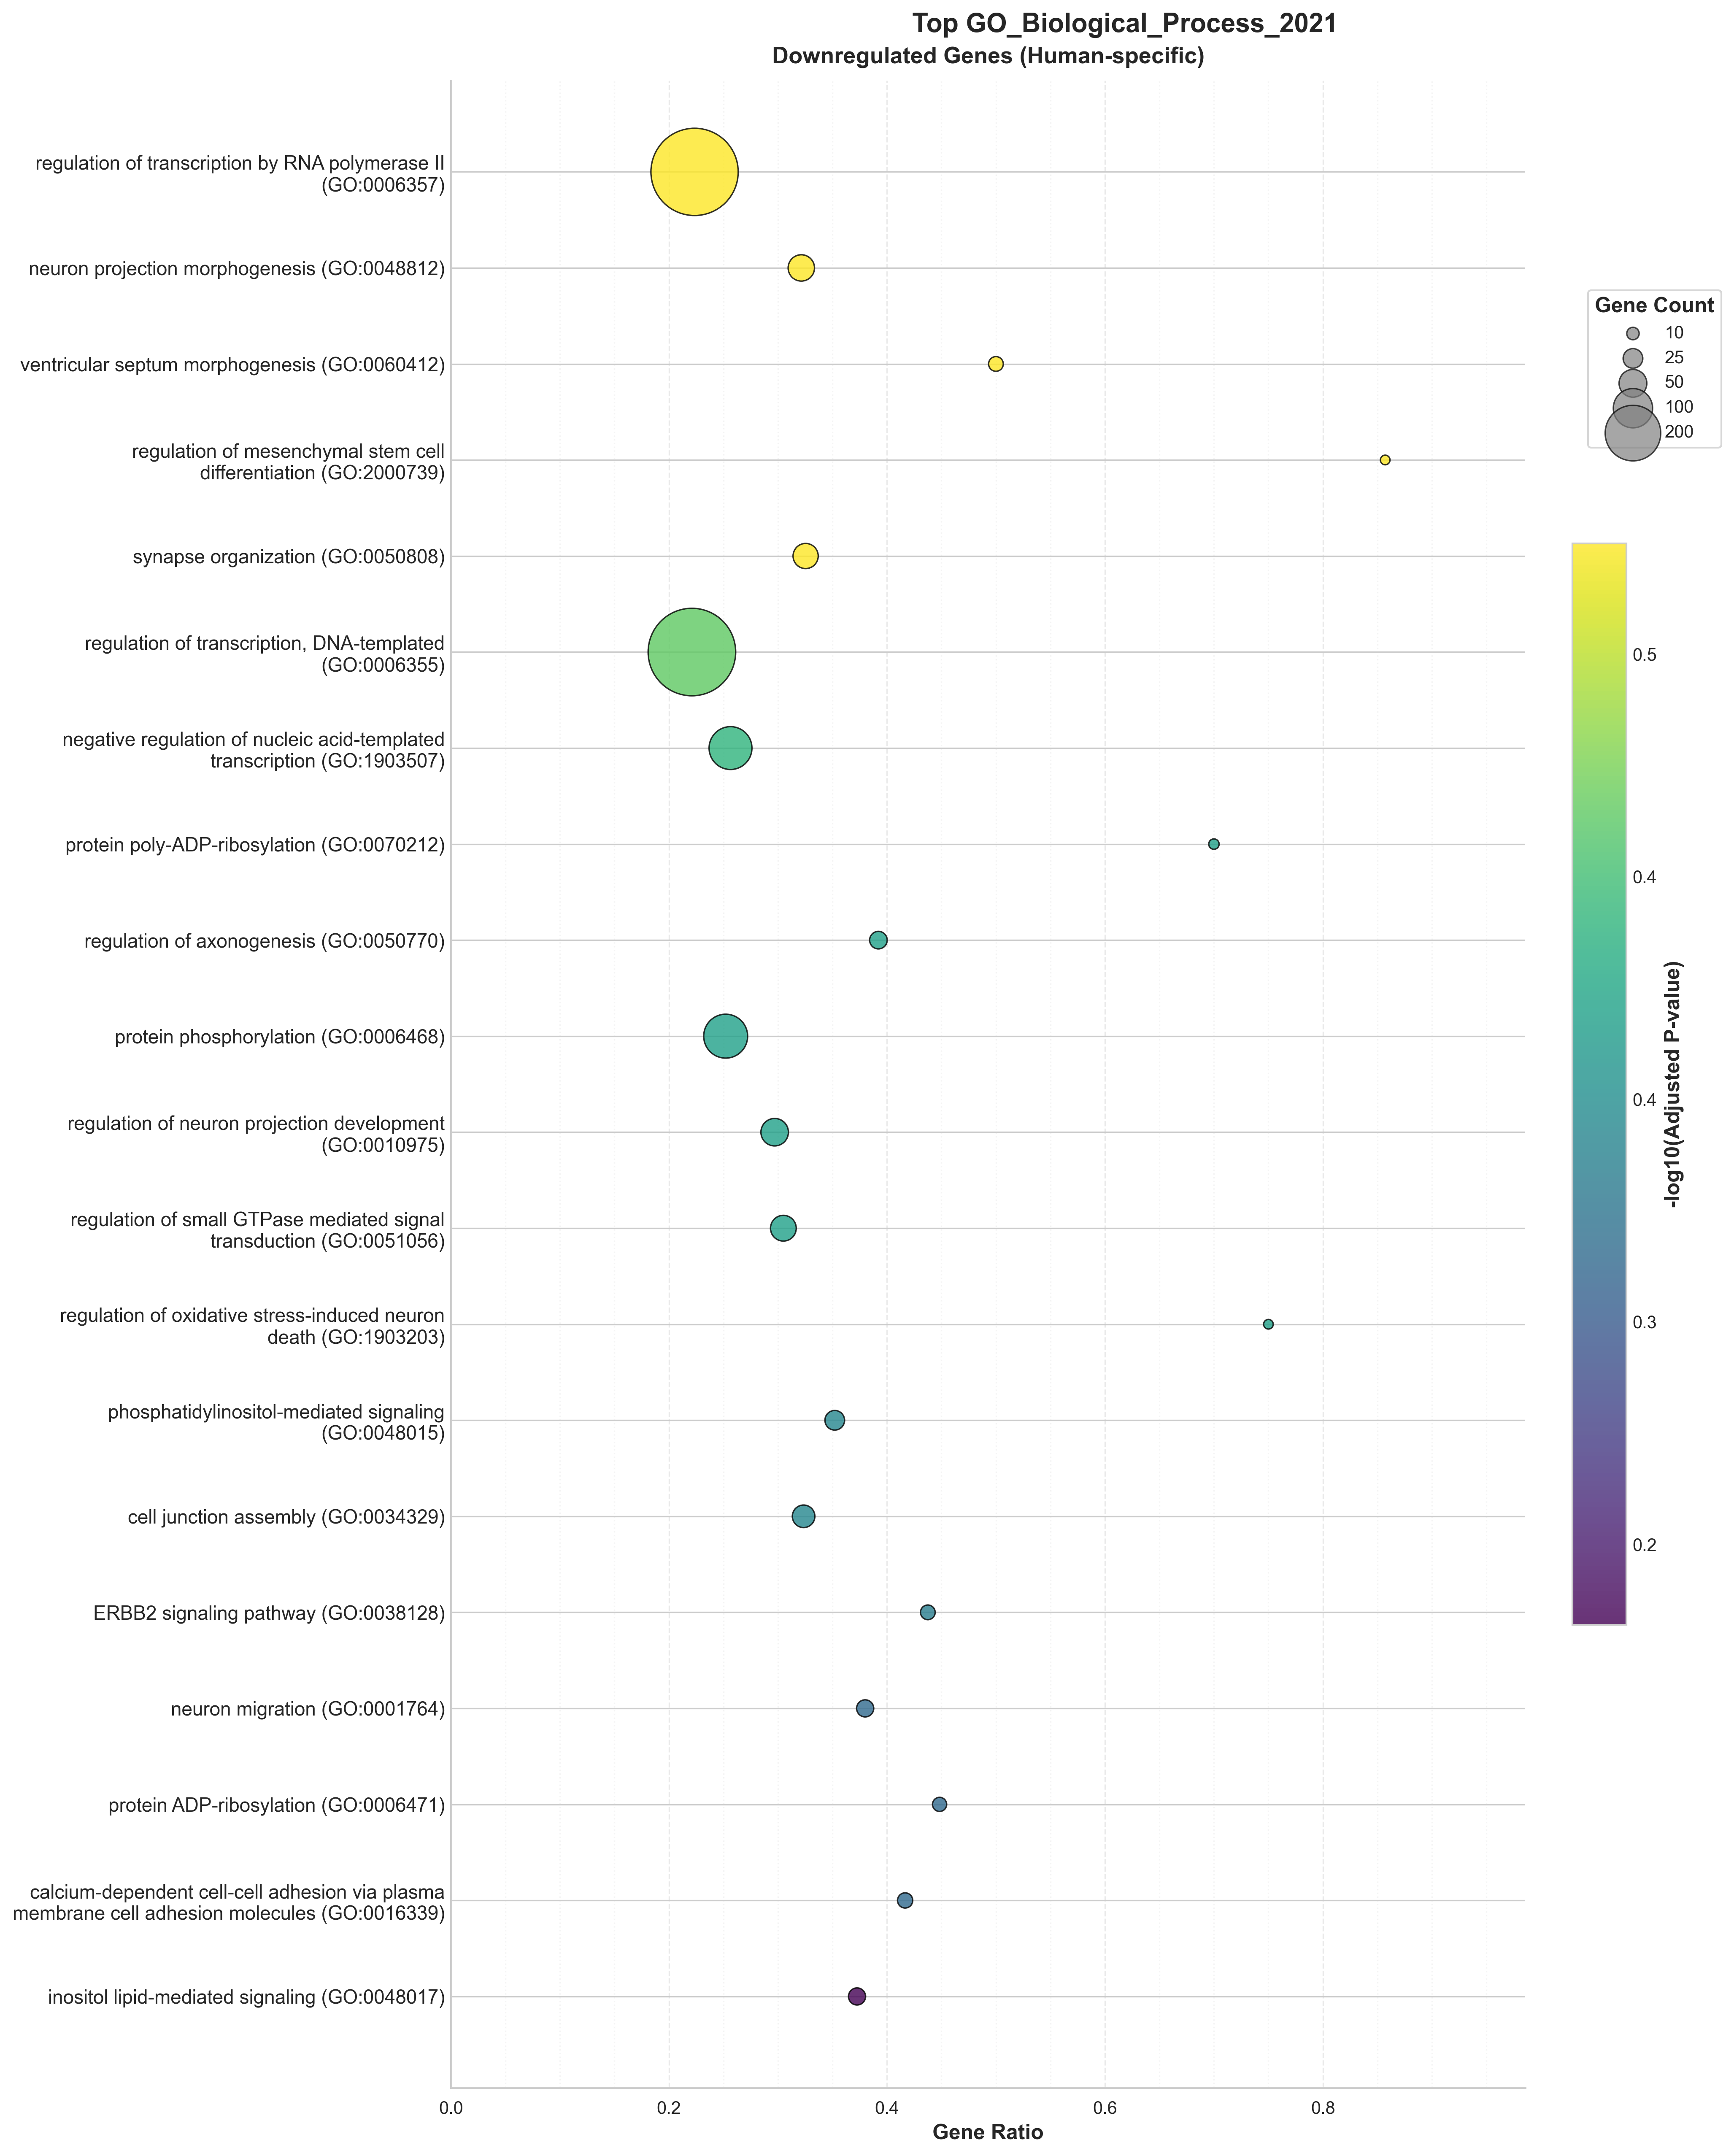 Top GO_Biological_Process_2021
Downregulated Genes (Human-specific)
regulation of transcription by RNA polymerase II
(GO:0006357)
neuron projection morphogenesis (GO:0048812)
ventricular septum morphogenesis (GO:0060412)
regulation of mesenchymal stem cell
differentiation (GO:2000739)
synapse organization (GO:0050808)
regulation of transcription, DNA-templated
(GO:0006355)
negative regulation of nucleic acid-templated
transcription (GO:1903507)
protein poly-ADP-ribosylation (GO:0070212)
regulation of axonogenesis (GO:0050770)
protein phosphorylation (GO:0006468)
regulation of neuron projection development
(GO:0010975)
regulation of small GTPase mediated signal
transduction (GO:0051056)
regulation of oxidative stress-induced neuron
death (GO:1903203)
phosphatidylinositol-mediated signaling
(GO:0048015)
cell junction assembly (GO:0034329)
ERBB2 signaling pathway (GO:0038128)
neuron migration (GO:0001764)
protein ADP-ribosylation (GO:0006471)
calcium-dependent cell-cell adhesion via plasma
membrane cell adhesion molecules (GO:0016339)
inositol lipid-mediated signaling (GO:0048017)
0.0 0.2 0.4 0.6 0.8
Gene Ratio
Gene Count
10
25
50
100
200
0.5
0.4
0.4
0.3
0.2
-log10(Adjusted P-value)